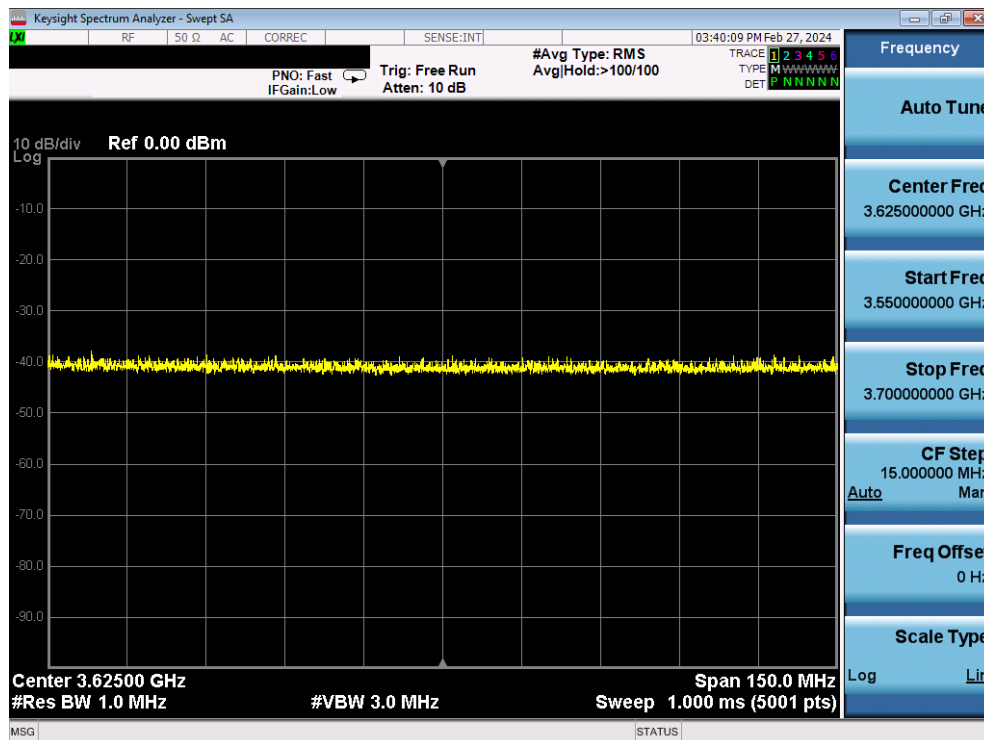 Keysight Spectrum Analyzer - Swept SA
LXI RF 50 Ω AC CORREC SENSE:INT 03:40:09 PM Feb 27, 2024
PNO: Fast
IFGain:Low
Trig: Free Run
Atten: 10 dB
#Avg Type: RMS
Avg|Hold:>100/100
TRACE 1 2 3 4 5 6
TYPE M WWWWW
DET P N N N N N
10 dB/div
Log
Ref 0.00 dBm
-10.0
-20.0
-30.0
-40.0
-50.0
-60.0
-70.0
-80.0
-90.0
Center 3.62500 GHz
Span 150.0 MHz
#Res BW 1.0 MHz
#VBW 3.0 MHz
Sweep 1.000 ms (5001 pts)
MSG
STATUS
Frequency
Auto Tune
Center Freq
3.625000000 GHz
Start Freq
3.550000000 GHz
Stop Freq
3.700000000 GHz
CF Step
15.000000 MHz
Auto Man
Freq Offset
0 Hz
Scale Type
Log Lin